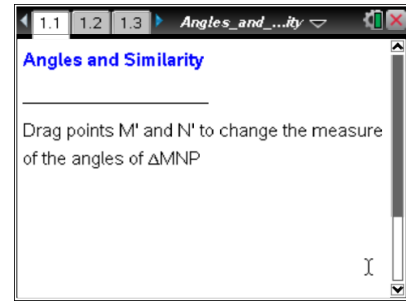 1.1 1.2 1.3 Angles_and_...ity
Angles and Similarity
Drag points M' and N' to change the measure
of the angles of ΔMNP